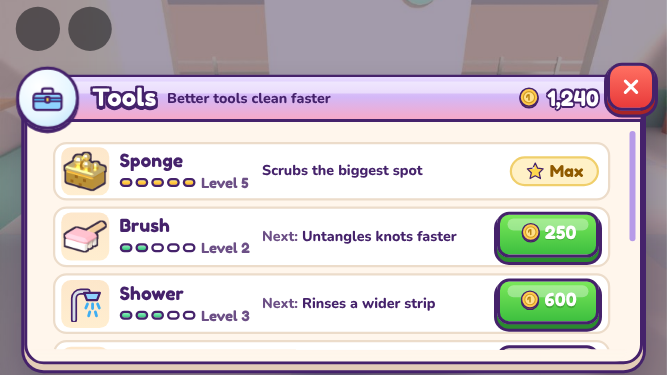 Tools Better tools clean faster 1,240
Sponge
Level 5
Scrubs the biggest spot
Max
Brush
Level 2
Next: Untangles knots faster
250
Shower
Level 3
Next: Rinses a wider strip
600